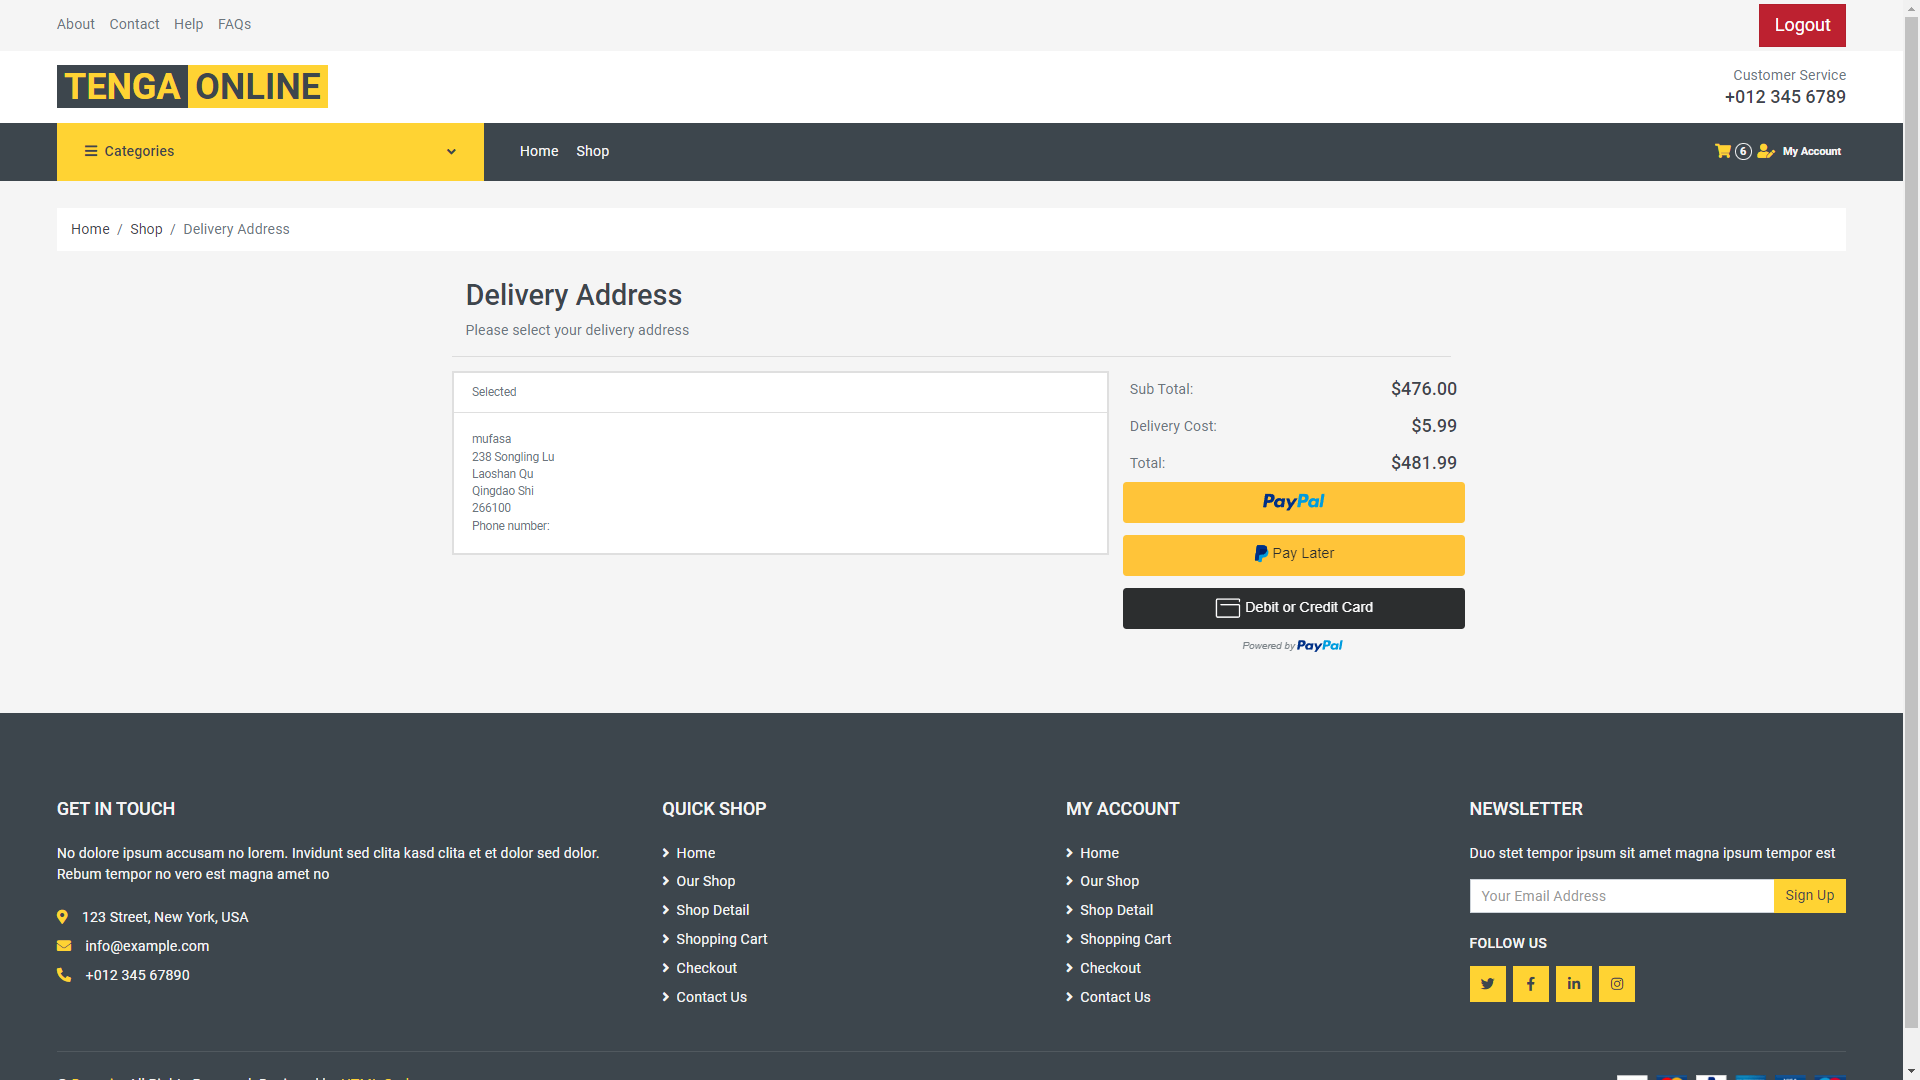 About Contact Help FAQs
Logout
TENGA ONLINE
Customer Service
+012 345 6789
Categories
Home Shop
6 My Account
Home / Shop / Delivery Address
Delivery Address
Please select your delivery address
Selected
mufasa
238 Songling Lu
Laoshan Qu
Qingdao Shi
266100
Phone number:
Sub Total: $476.00
Delivery Cost: $5.99
Total: $481.99
PayPal
Pay Later
Debit or Credit Card
Powered by PayPal
GET IN TOUCH
No dolore ipsum accusam no lorem. Invidunt sed clita kasd clita et et dolor sed dolor.
Rebum tempor no vero est magna amet no
123 Street, New York, USA
info@example.com
+012 345 67890
QUICK SHOP
Home
Our Shop
Shop Detail
Shopping Cart
Checkout
Contact Us
MY ACCOUNT
Home
Our Shop
Shop Detail
Shopping Cart
Checkout
Contact Us
NEWSLETTER
Duo stet tempor ipsum sit amet magna ipsum tempor est
Your Email Address
Sign Up
FOLLOW US